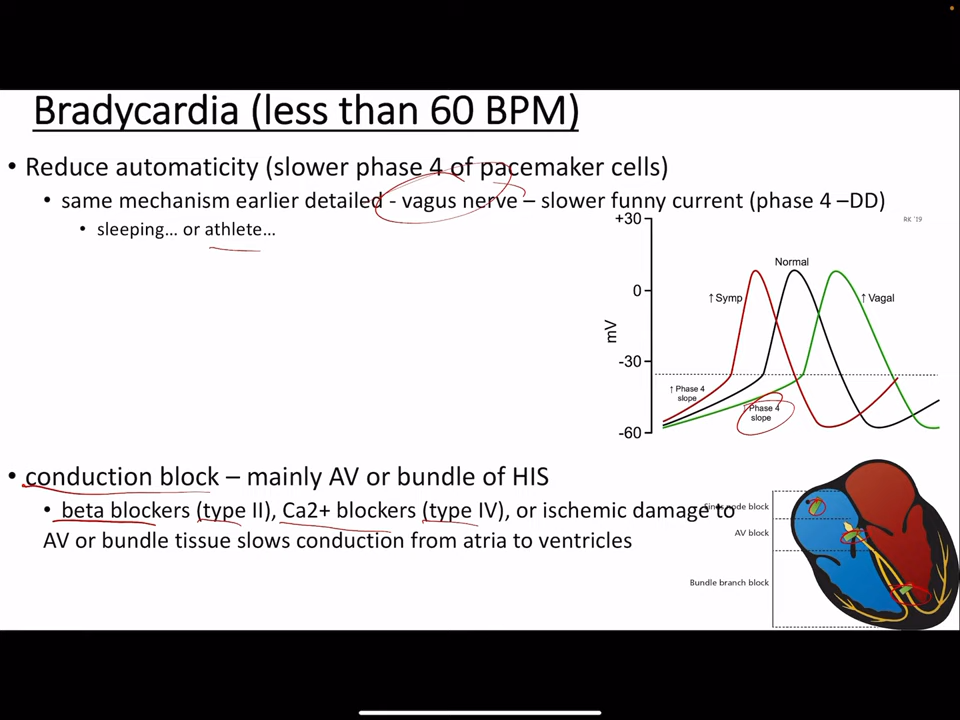 Bradycardia (less than 60 BPM)
• Reduce automaticity (slower phase 4 of pacemaker cells)
• same mechanism earlier detailed - vagus nerve – slower funny current (phase 4 –DD)
• sleeping… or athlete…
+30
RK '19
Normal
0
↑Symp
↑Vagal
mV
-30
↑ Phase 4
slope
Phase 4
slope
-60
• conduction block – mainly AV or bundle of HIS
• beta blockers (type II), Ca2+ blockers (type IV), or ischemic damage to
AV or bundle tissue slows conduction from atria to ventricles
node block
AV block
Bundle branch block